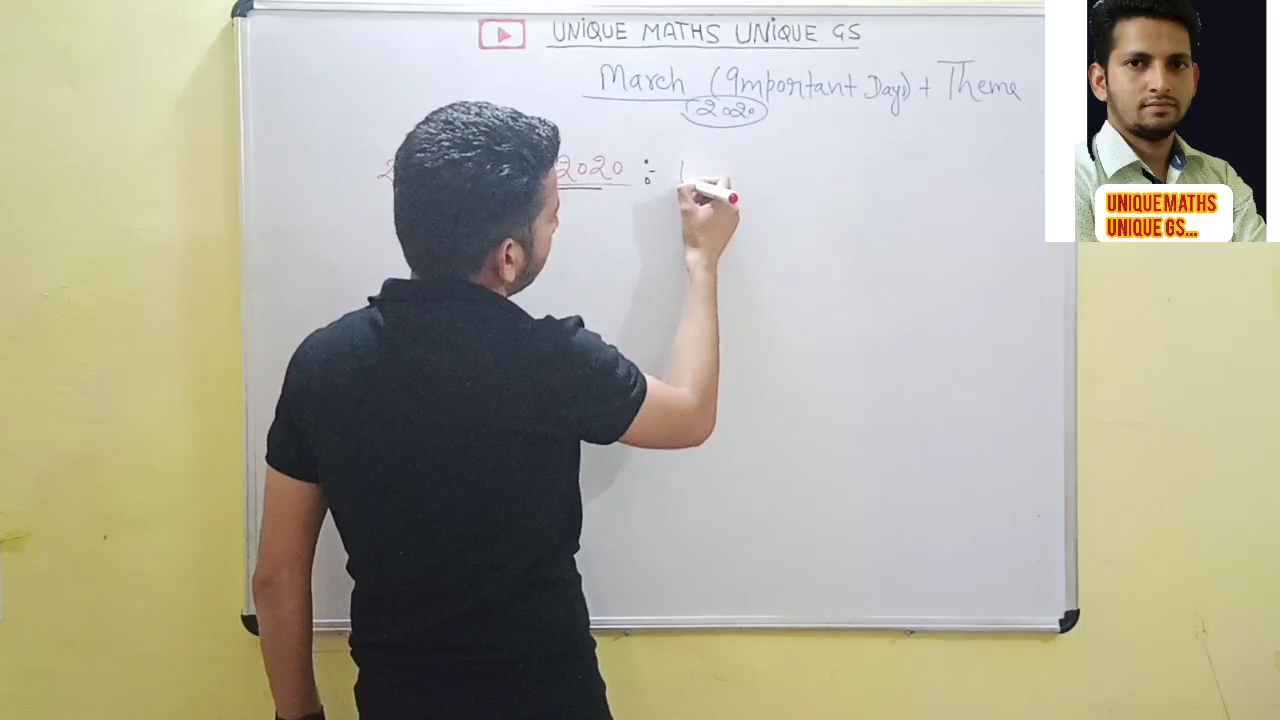 UNIQUE MATHS UNIQUE GS
March (Important Days) + Theme
2020
2020 :-
UNIQUE MATHS
UNIQUE GS...